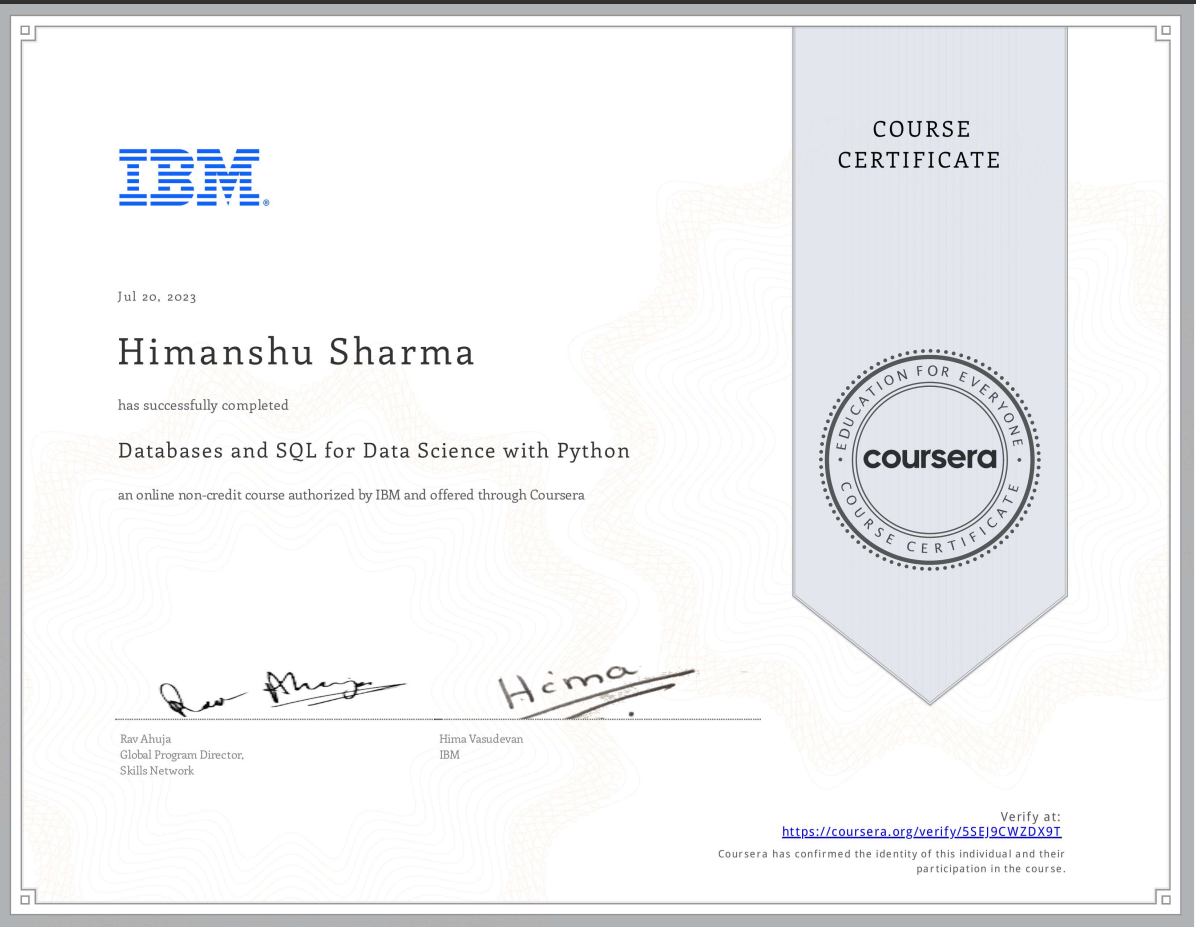 IBM®
COURSE
CERTIFICATE
Jul 20, 2023
Himanshu Sharma
has successfully completed
Databases and SQL for Data Science with Python
an online non-credit course authorized by IBM and offered through Coursera
EDUCATION FOR EVERYONE
coursera
COURSE CERTIFICATE
Rav Ahuja
Hima
Rav Ahuja
Global Program Director,
Skills Network
Hima Vasudevan
IBM
Verify at:
https://coursera.org/verify/5SEJ9CWZDX9T
Coursera has confirmed the identity of this individual and their
participation in the course.